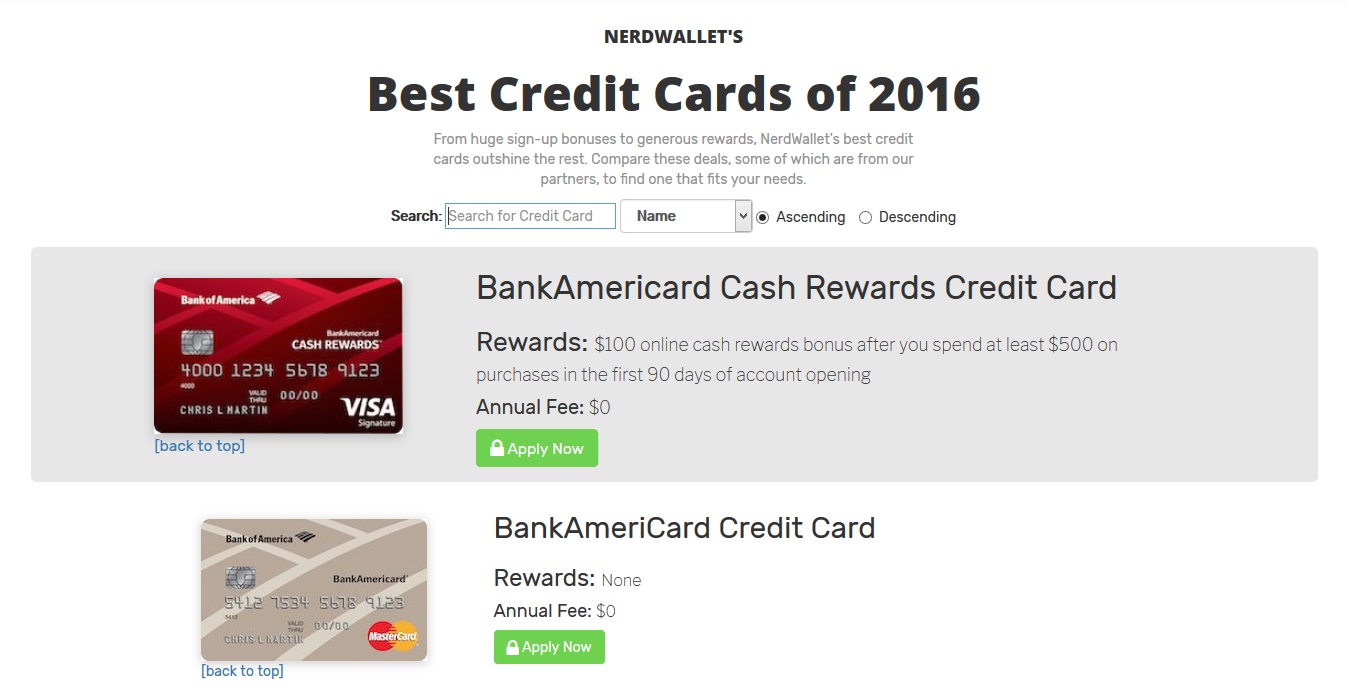 NERDWALLET'S
Best Credit Cards of 2016
From huge sign-up bonuses to generous rewards, NerdWallet's best credit
cards outshine the rest. Compare these deals, some of which are from our
partners, to find one that fits your needs.
Search: Search for Credit Card Name Ascending Descending
BankAmericard Cash Rewards Credit Card
Bank of America
BankAmericard
CASH REWARDS
4000 1234 5678 9123
4000
VALID THRU 00/00
CHRIS L MARTIN
VISA
Signature
[back to top]
Rewards: $100 online cash rewards bonus after you spend at least $500 on
purchases in the first 90 days of account opening
Annual Fee: $0
Apply Now
BankAmeriCard Credit Card
Bank of America
BankAmericard
5412 7534 5678 9123
5412
VALID THRU 00/00
CHRIS L MARTIN
MasterCard
[back to top]
Rewards: None
Annual Fee: $0
Apply Now